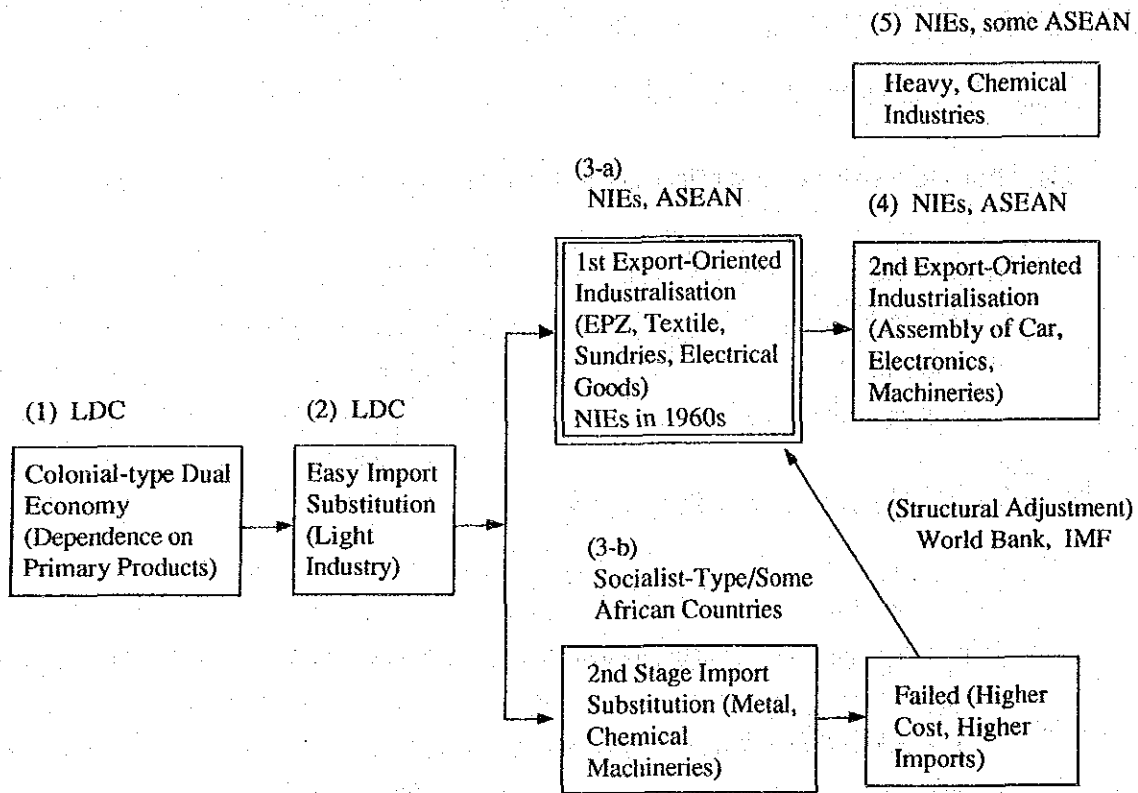 (5) NIEs, some ASEAN
Heavy, Chemical
Industries
(3-a)
NIEs, ASEAN
1st Export-Oriented
Industralisation
(EPZ, Textile,
Sundries, Electrical
Goods)
NIEs in 1960s
(4) NIEs, ASEAN
2nd Export-Oriented
Industrialisation
(Assembly of Car,
Electronics,
Machineries)
(1) LDC
Colonial-type Dual
Economy
(Dependence on
Primary Products)
(2) LDC
Easy Import
Substitution
(Light
Industry)
(Structural Adjustment)
World Bank, IMF
(3-b)
Socialist-Type/Some
African Countries
2nd Stage Import
Substitution (Metal,
Chemical
Machineries)
Failed (Higher
Cost, Higher
Imports)